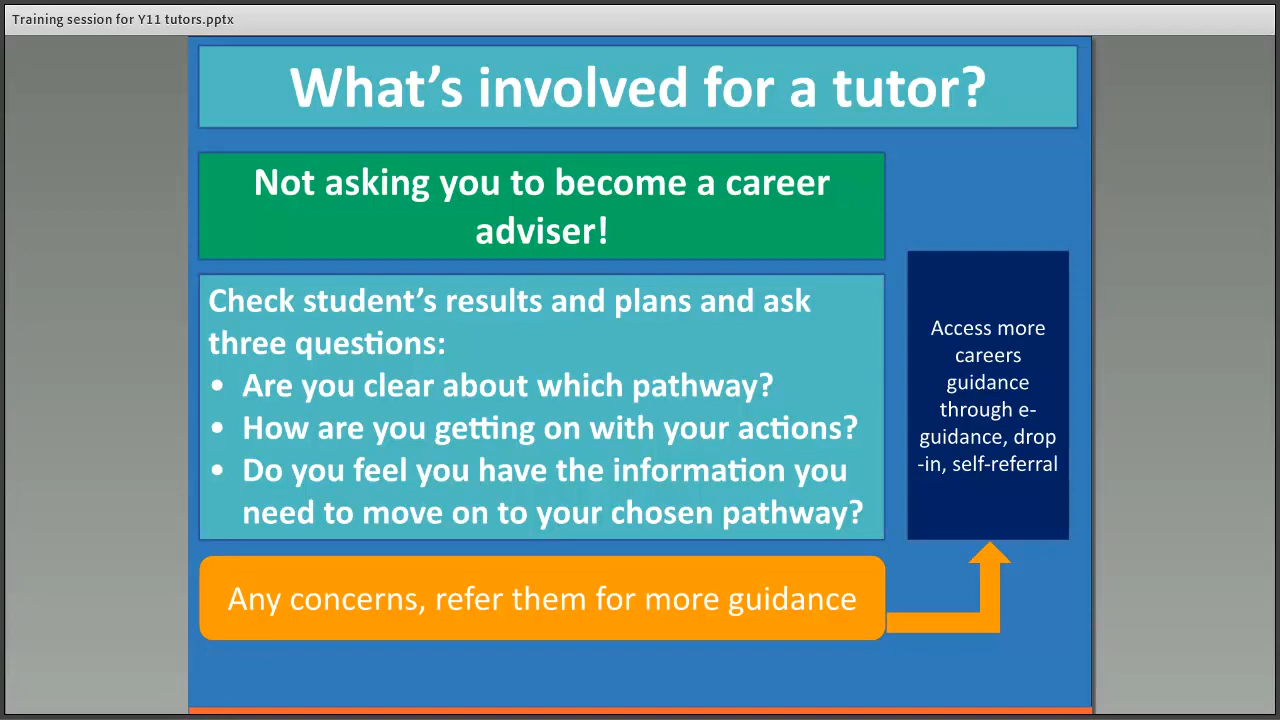 Training session for Y11 tutors.pptx
What's involved for a tutor?
Not asking you to become a career
adviser!
Check student's results and plans and ask
three questions:
• Are you clear about which pathway?
• How are you getting on with your actions?
• Do you feel you have the information you
need to move on to your chosen pathway?
Access more
careers
guidance
through e-
guidance, drop
-in, self-referral
Any concerns, refer them for more guidance